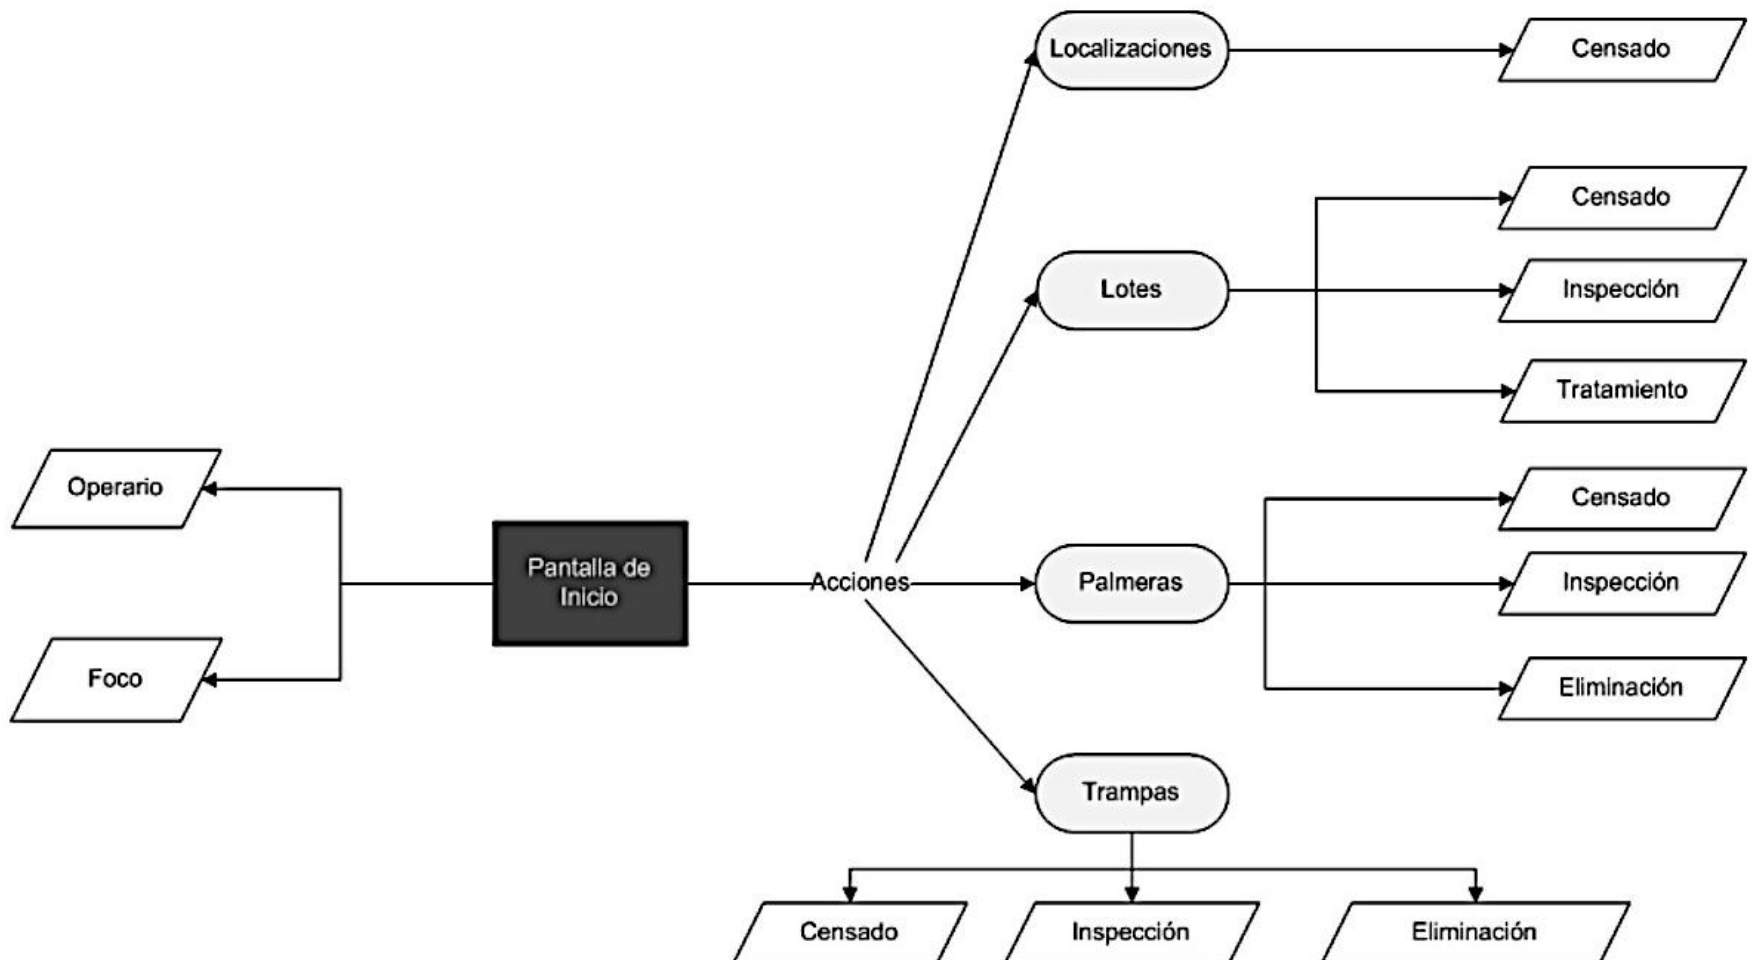 Localizaciones
Censado
Censado
Lotes
Inspección
Tratamiento
Operario
Censado
Pantalla de
Inicio
Acciones
Palmeras
Inspección
Foco
Eliminación
Trampas
Censado
Inspección
Eliminación